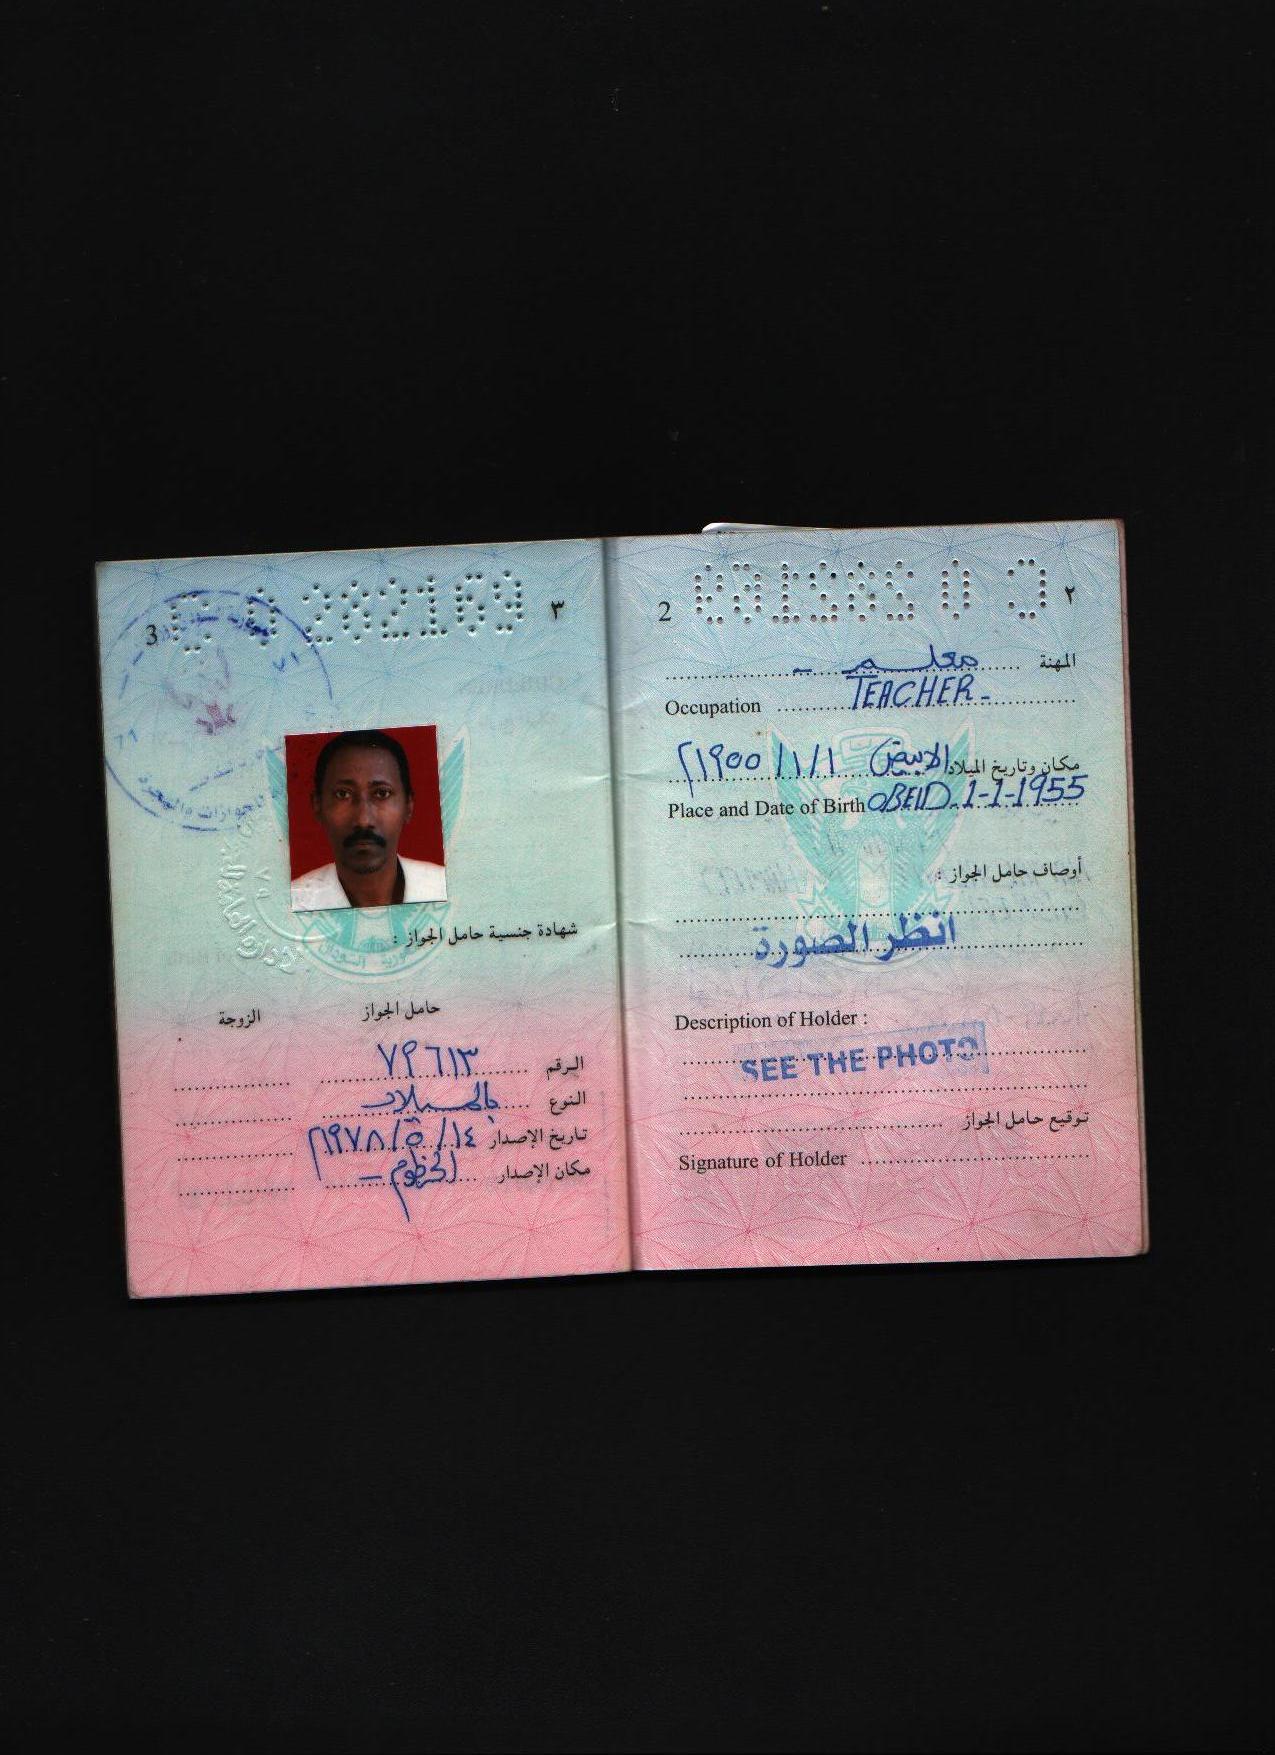 3
0282169
٣
شهادة جنسية حامل الجواز :
حامل الجواز
الزوجة
الرقم ٧٩٦١٣
النوع بالميلاد
تاريخ الإصدار ١٤/٥/١٩٧٨م
مكان الإصدار الخرطوم -
2
٢
المهنة معلم -
Occupation TEACHER -
مكان وتاريخ الميلاد الابيض ١/١/١٩٥٥م
Place and Date of Birth OBEID. 1-1-1955
أوصاف حامل الجواز :
انظر الصورة
Description of Holder :
SEE THE PHOTO
توقيع حامل الجواز
Signature of Holder